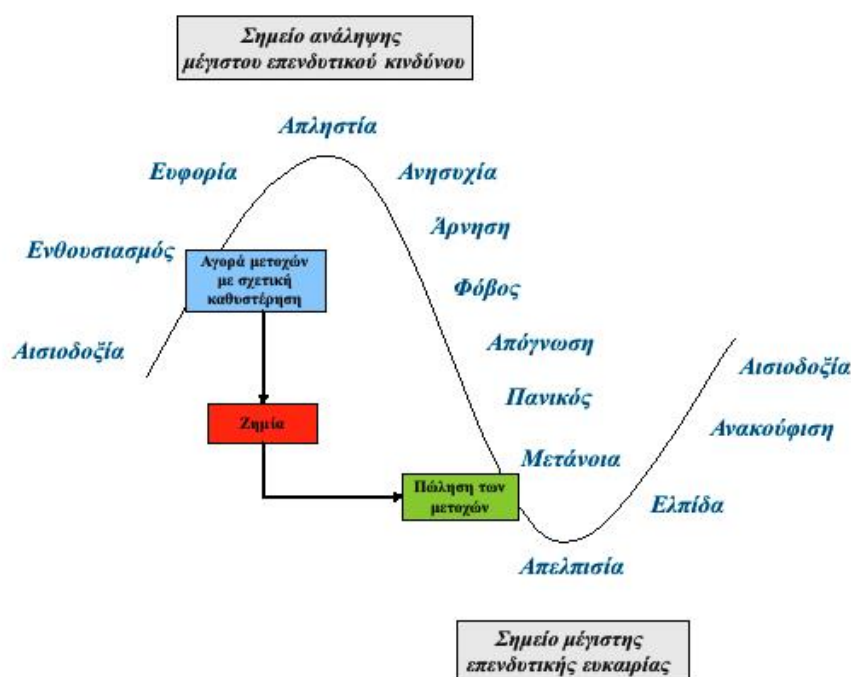 Σημείο ανάληψης
μέγιστου επενδυτικού κινδύνου
Απληστία
Ευφορία
Ανησυχία
Άρνηση
Ενθουσιασμός
Αγορά μετοχών
με σχετική
καθυστέρηση
Φόβος
Απόγνωση
Αισιοδοξία
Αισιοδοξία
Πανικός
Ζημία
Ανακούφιση
Μετάνοια
Πώληση των
μετοχών
Ελπίδα
Απελπισία
Σημείο μέγιστης
επενδυτικής ευκαιρίας